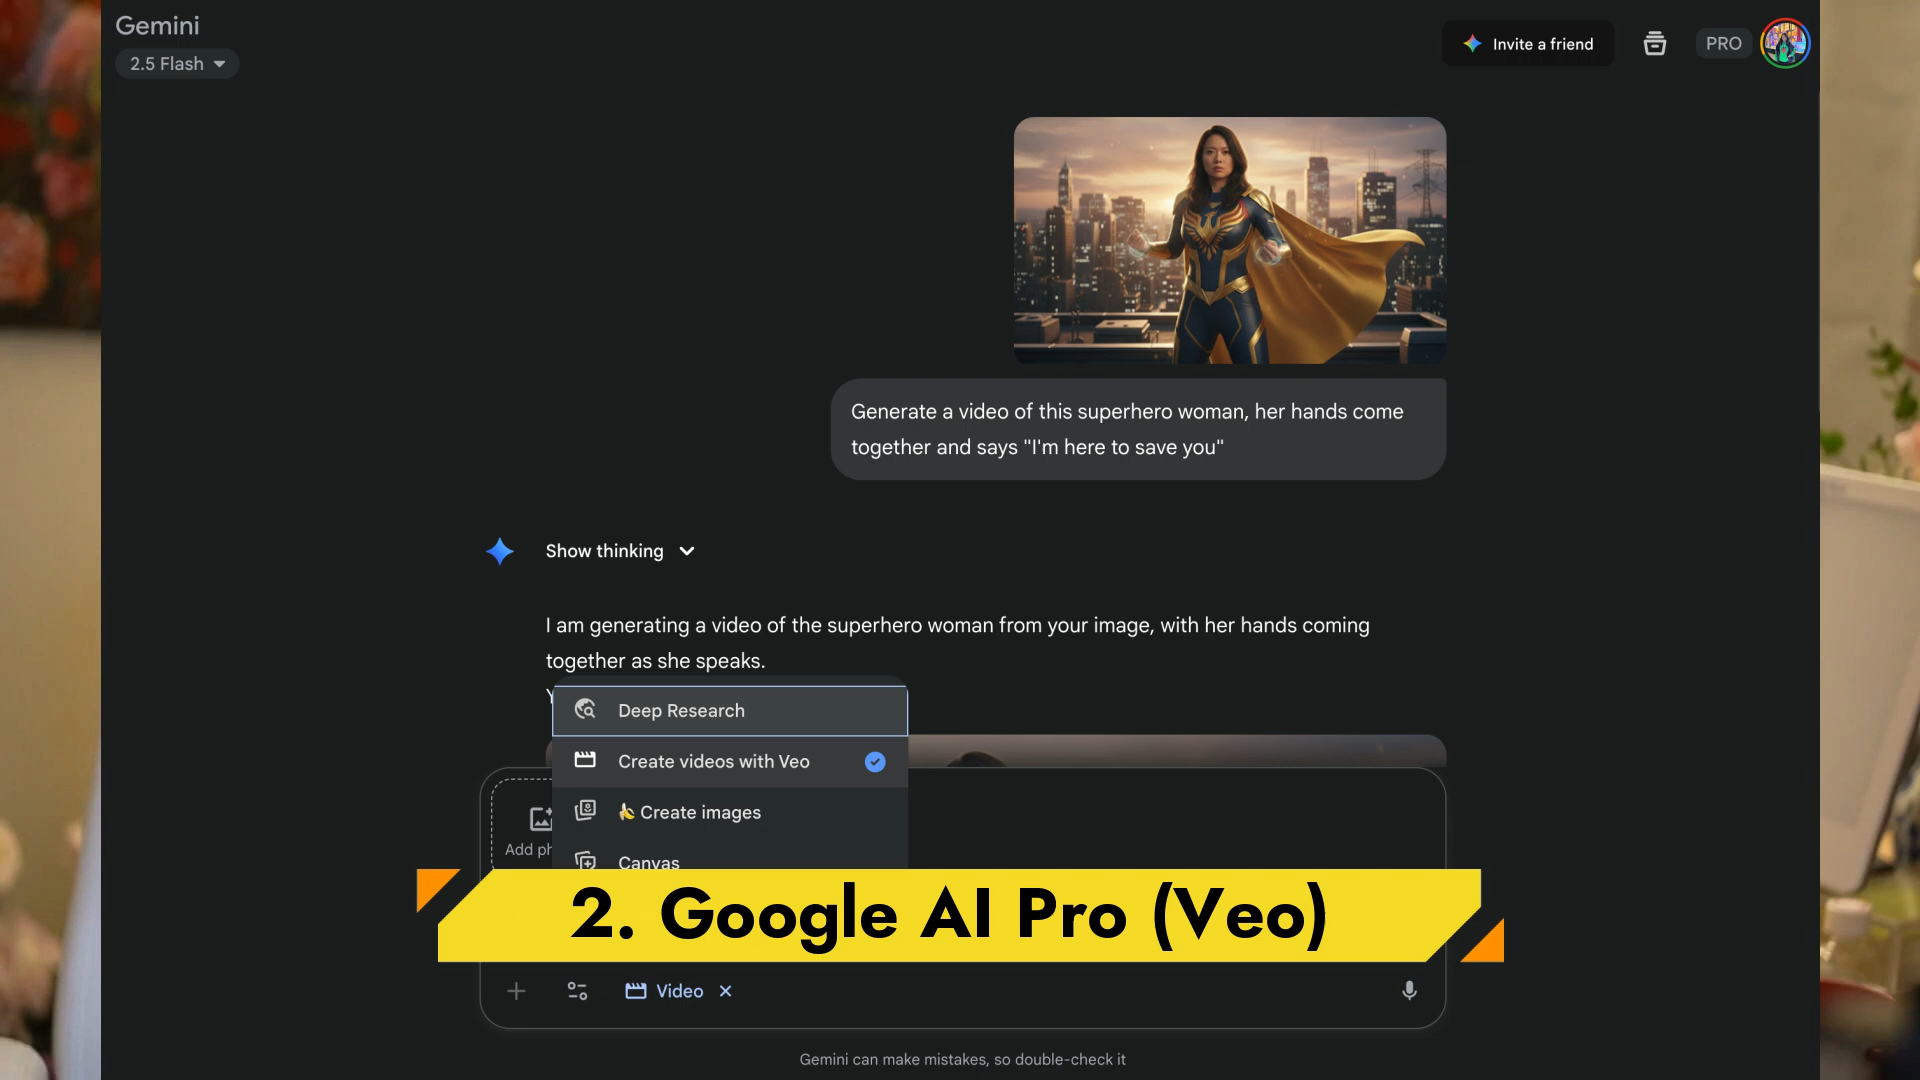 Gemini
2.5 Flash
Invite a friend
PRO
Generate a video of this superhero woman, her hands come
together and says "I'm here to save you"
Show thinking
I am generating a video of the superhero woman from your image, with her hands coming
together as she speaks.
Y
Deep Research
Create videos with Veo
Create images
Canvas
Add ph
2. Google AI Pro (Veo)
Video
Gemini can make mistakes, so double-check it